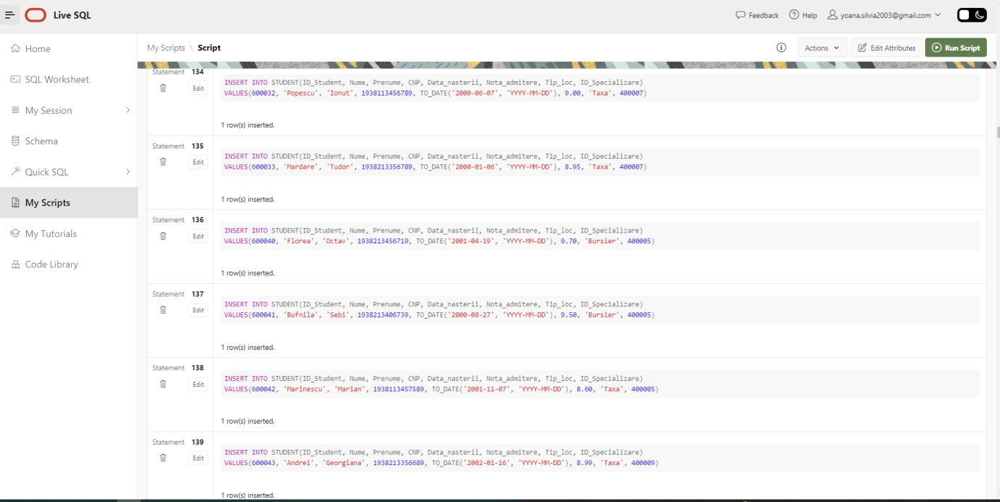 Live SQL
Feedback
Help
yoana.silvia2003@gmail.com
Home
SQL Worksheet
My Session
Schema
Quick SQL
My Scripts
My Tutorials
Code Library
My Scripts \ Script
Actions
Edit Attributes
Run Script
Statement 134
Edit
INSERT INTO STUDENT(ID_Student, Nume, Prenume, CNP, Data_nasterii, Nota_admitere, Tip_loc, ID_Specializare)
VALUES(600032, 'Popescu', 'Ionut', 1938113456789, TO_DATE('2000-06-07', 'YYYY-MM-DD'), 9.00, 'Taxa', 400007)
1 row(s) inserted.
Statement 135
Edit
INSERT INTO STUDENT(ID_Student, Nume, Prenume, CNP, Data_nasterii, Nota_admitere, Tip_loc, ID_Specializare)
VALUES(600033, 'Mardare', 'Tudor', 1938213356789, TO_DATE('2000-01-06', 'YYYY-MM-DD'), 8.95, 'Taxa', 400007)
1 row(s) inserted.
Statement 136
Edit
INSERT INTO STUDENT(ID_Student, Nume, Prenume, CNP, Data_nasterii, Nota_admitere, Tip_loc, ID_Specializare)
VALUES(600040, 'Florea', 'Octav', 1938213456719, TO_DATE('2001-04-19', 'YYYY-MM-DD'), 9.70, 'Bursier', 400005)
1 row(s) inserted.
Statement 137
Edit
INSERT INTO STUDENT(ID_Student, Nume, Prenume, CNP, Data_nasterii, Nota_admitere, Tip_loc, ID_Specializare)
VALUES(600041, 'Bufnila', 'Sebi', 1938213406739, TO_DATE('2000-08-27', 'YYYY-MM-DD'), 9.50, 'Bursier', 400005)
1 row(s) inserted.
Statement 138
Edit
INSERT INTO STUDENT(ID_Student, Nume, Prenume, CNP, Data_nasterii, Nota_admitere, Tip_loc, ID_Specializare)
VALUES(600042, 'Marinescu', 'Marian', 1938113457589, TO_DATE('2001-11-07', 'YYYY-MM-DD'), 8.60, 'Taxa', 400005)
1 row(s) inserted.
Statement 139
Edit
INSERT INTO STUDENT(ID_Student, Nume, Prenume, CNP, Data_nasterii, Nota_admitere, Tip_loc, ID_Specializare)
VALUES(600043, 'Andrei', 'Georgiana', 1938213356689, TO_DATE('2002-01-16', 'YYYY-MM-DD'), 8.99, 'Taxa', 400009)
1 row(s) inserted.